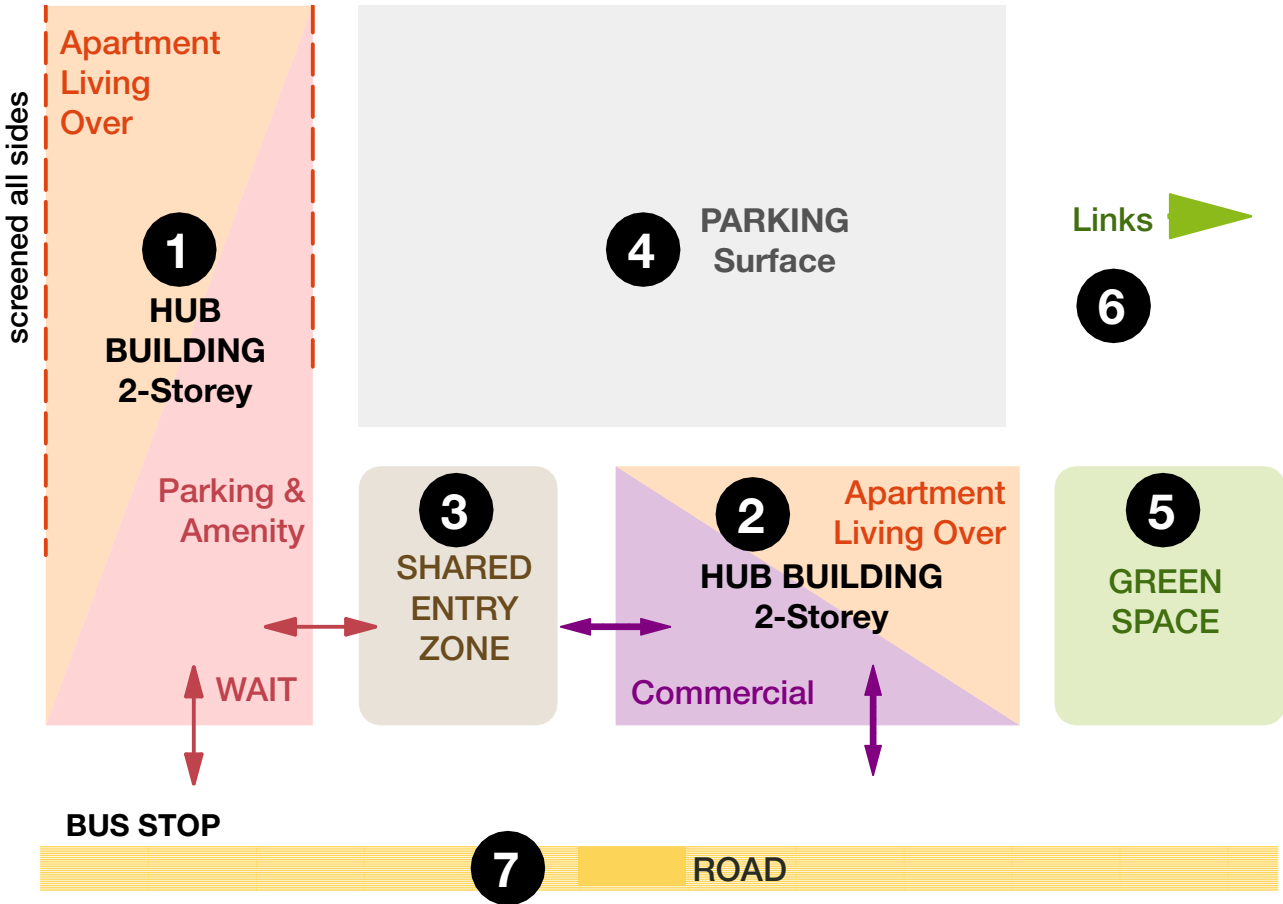 screened all sides
Apartment
Living
Over
1
HUB
BUILDING
2-Storey
Parking &
Amenity
WAIT
4
PARKING
Surface
Links
6
3
SHARED
ENTRY
ZONE
2
Apartment
Living Over
HUB BUILDING
2-Storey
Commercial
5
GREEN
SPACE
BUS STOP
7
ROAD